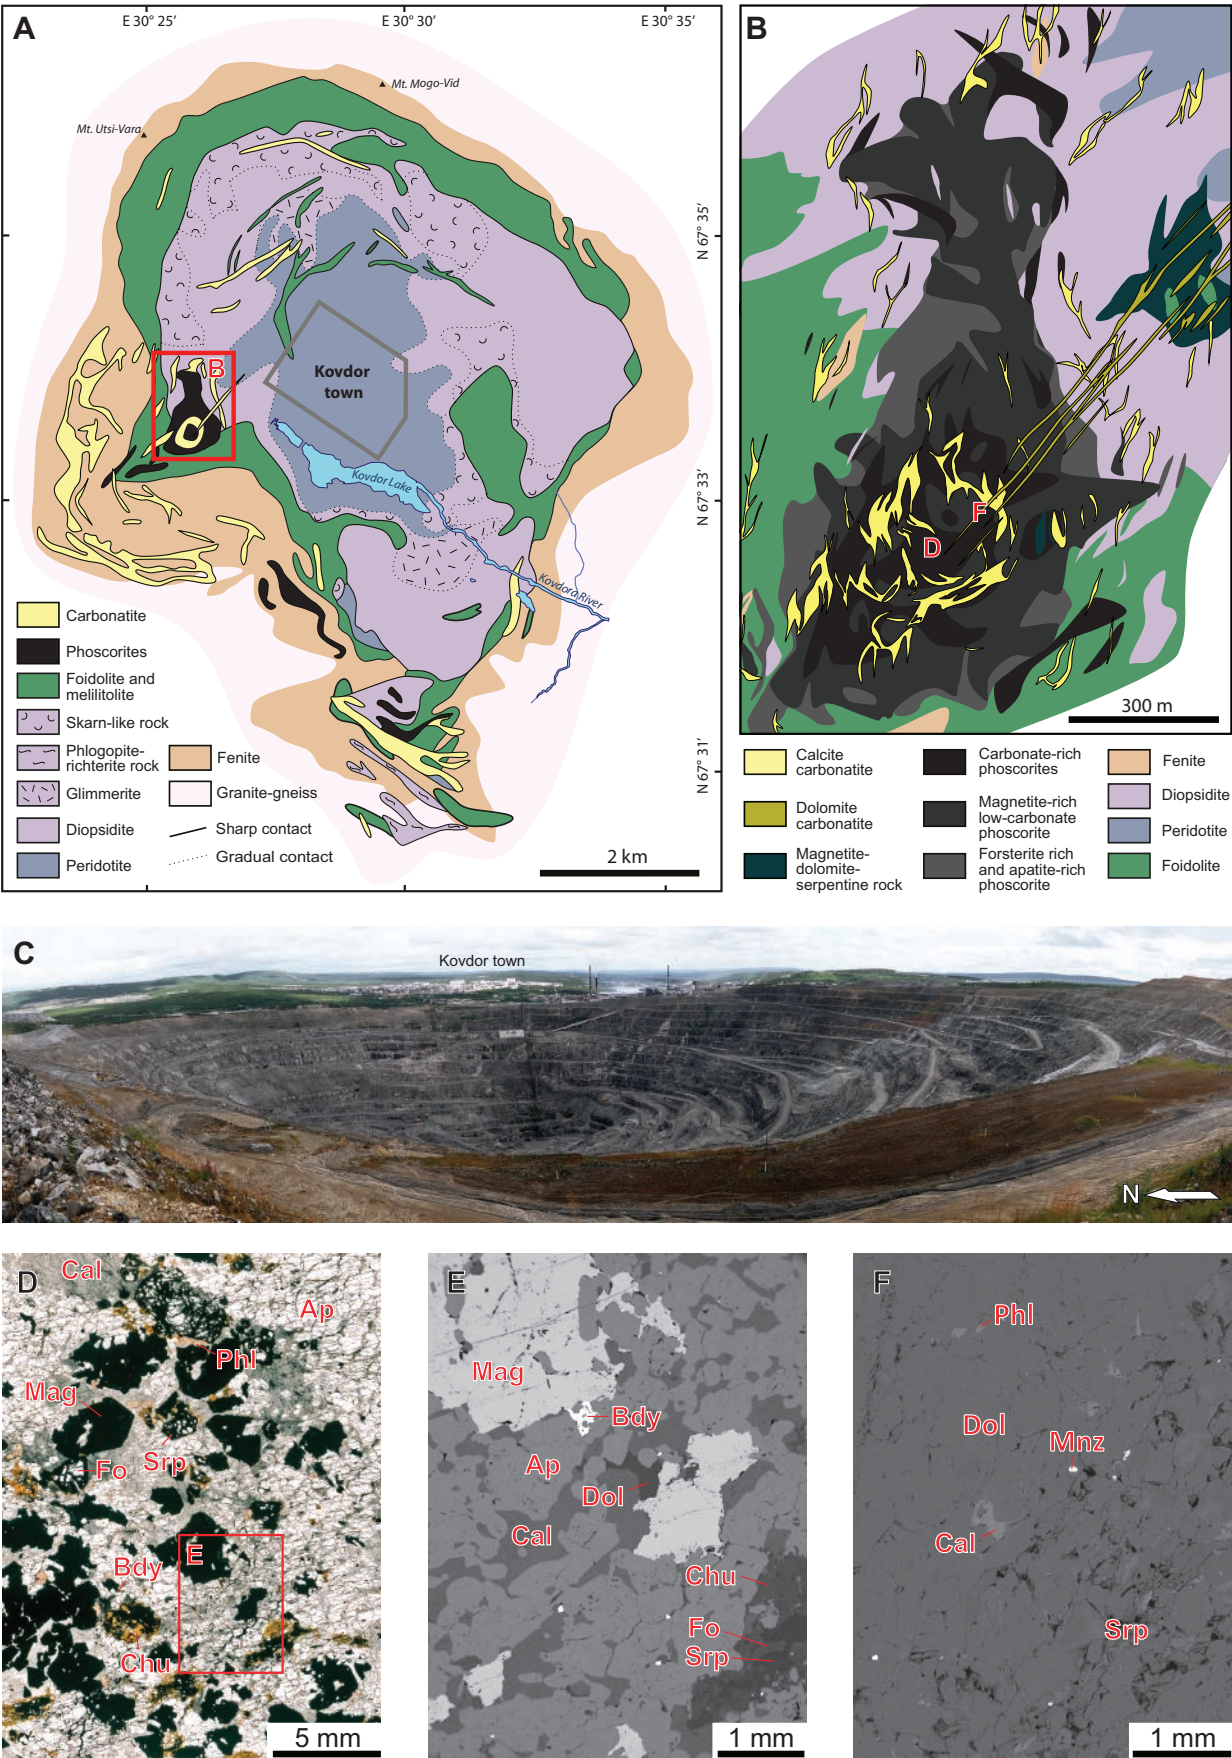 A
E 30° 25'
E 30° 30'
E 30° 35'
Mt. Mogo-Vid
Mt. Utsi-Vara
N 67° 35'
B
Kovdor
town
Kovdor Lake
N 67° 33'
Kovdora River
N 67° 31'
Carbonatite
Phoscorites
Foidolite and
melilitolite
Skarn-like rock
Phlogopite-
richterite rock
Glimmerite
Diopsidite
Peridotite
Fenite
Granite-gneiss
Sharp contact
Gradual contact
2 km
B
F
D
300 m
Calcite
carbonatite
Dolomite
carbonatite
Magnetite-
dolomite-
serpentine rock
Carbonate-rich
phoscorites
Magnetite-rich
low-carbonate
phoscorite
Forsterite rich
and apatite-rich
phoscorite
Fenite
Diopsidite
Peridotite
Foidolite
C
Kovdor town
N
D
Cal
Ap
Phl
Mag
Fo
Srp
E
Bdy
Chu
5 mm
E
Mag
Bdy
Ap
Dol
Cal
Chu
Fo
Srp
1 mm
F
Phl
Dol
Mnz
Cal
Srp
1 mm